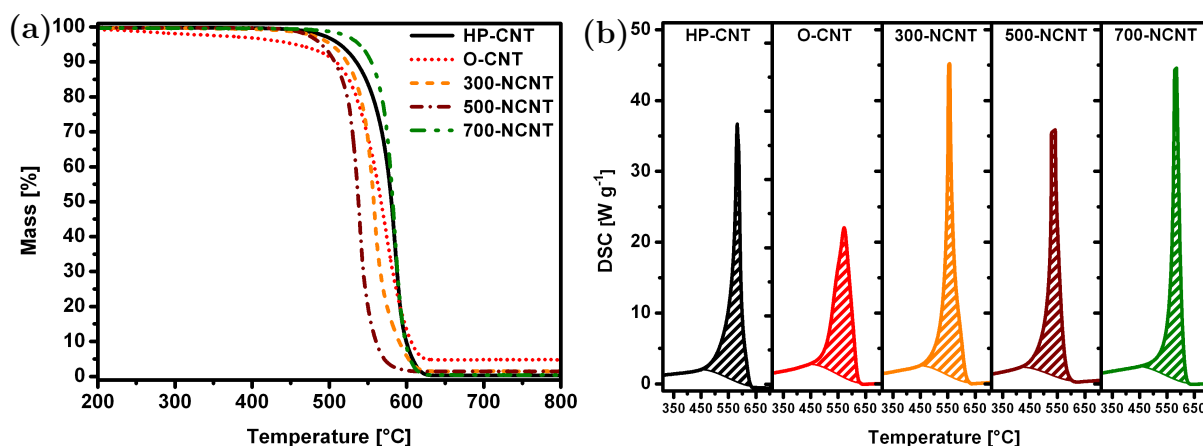 (a)
HP-CNT
O-CNT
300-NCNT
500-NCNT
700-NCNT
100
90
80
70
60
50
40
30
20
10
0
Mass [%]
200 300 400 500 600 700 800
Temperature [°C]
(b)
HP-CNT O-CNT 300-NCNT 500-NCNT 700-NCNT
50
40
30
20
10
0
DSC [W g⁻¹]
350 450 550 650 350 450 550 650 350 450 550 650 350 450 550 650 350 450 550 650
Temperature [°C]